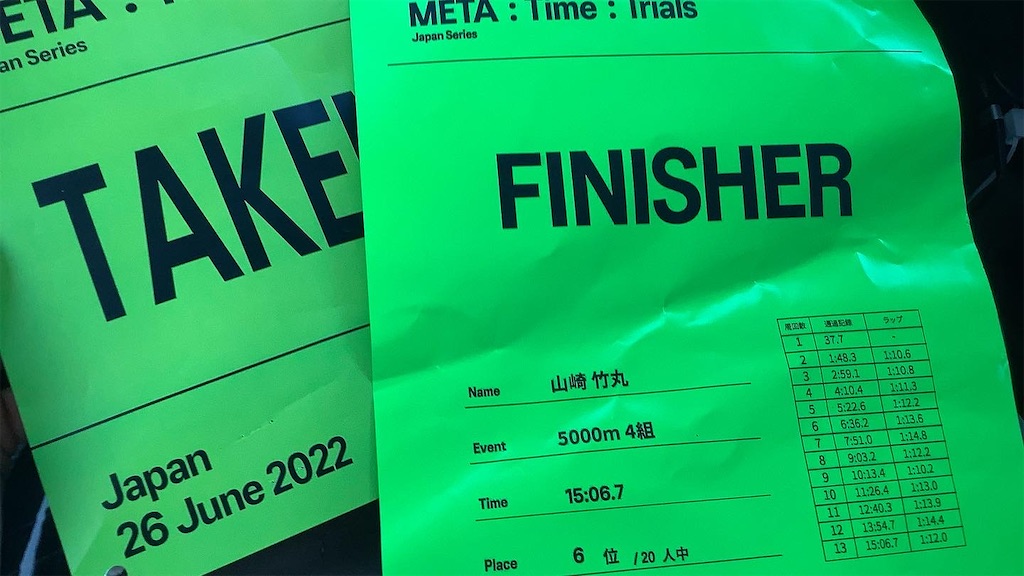 META : 
an Series
TAKE
Japan
26 June 2022
META : Time : Trials
Japan Series
FINISHER
Name 山崎 竹丸
Event 5000m 4組
Time 15:06.7
Place 6 位 /20 人中
周回数 通過記録 ラップ
1 37.7 -
2 1:48.3 1:10.6
3 2:59.1 1:10.8
4 4:10.4 1:11.3
5 5:22.6 1:12.2
6 6:36.2 1:13.6
7 7:51.0 1:14.8
8 9:03.2 1:12.2
9 10:13.4 1:10.2
10 11:26.4 1:13.0
11 12:40.3 1:13.9
12 13:54.7 1:14.4
13 15:06.7 1:12.0